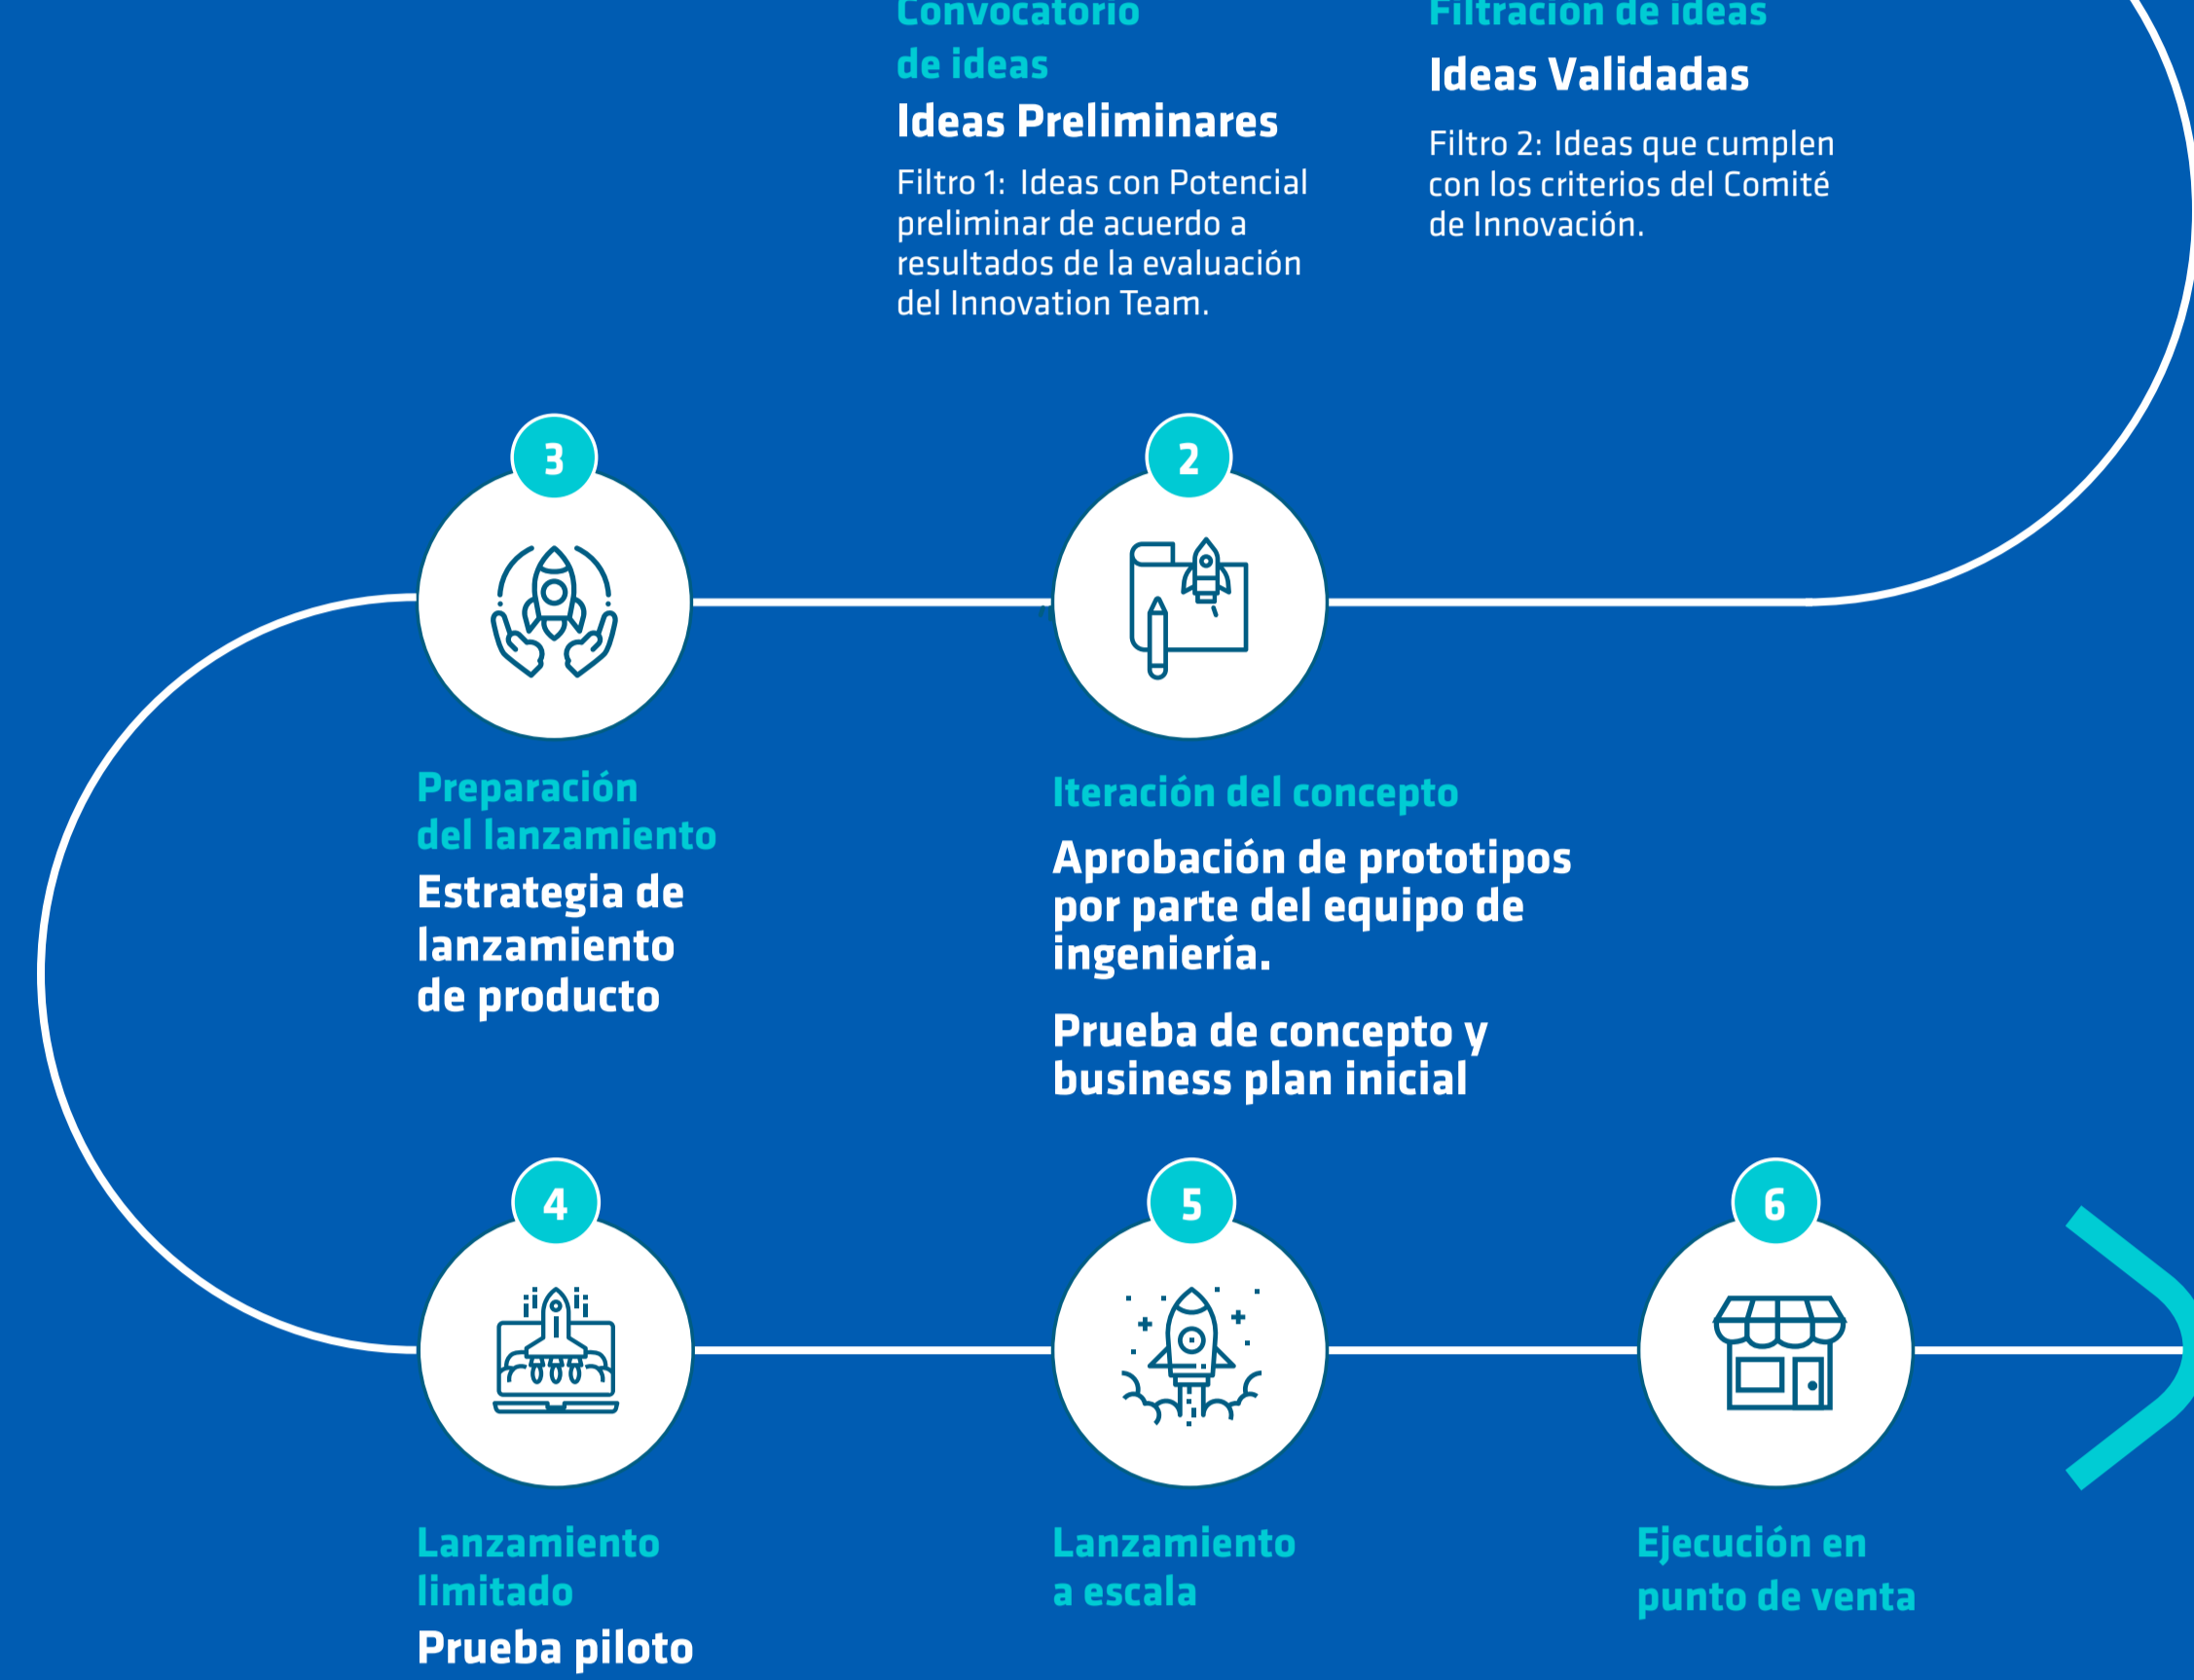 Convocatorio
de ideas
Ideas Preliminares
Filtro 1: Ideas con Potencial
preliminar de acuerdo a
resultados de la evaluación
del Innovation Team.
Filtración de ideas
Ideas Validadas
Filtro 2: Ideas que cumplen
con los criterios del Comité
de Innovación.
3
Preparación
del lanzamiento
Estrategia de
lanzamiento
de producto
2
Iteración del concepto
Aprobación de prototipos
por parte del equipo de
ingeniería.
Prueba de concepto y
business plan inicial
4
Lanzamiento
limitado
Prueba piloto
5
Lanzamiento
a escala
6
Ejecución en
punto de venta